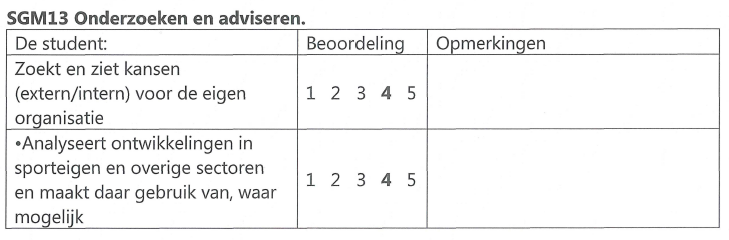 SGM13 Onderzoeken en adviseren.
De student: Beoordeling Opmerkingen
Zoekt en ziet kansen
(extern/intern) voor de eigen
organisatie
1 2 3 4 5
•Analyseert ontwikkelingen in
sporteigen en overige sectoren
en maakt daar gebruik van, waar
mogelijk
1 2 3 4 5